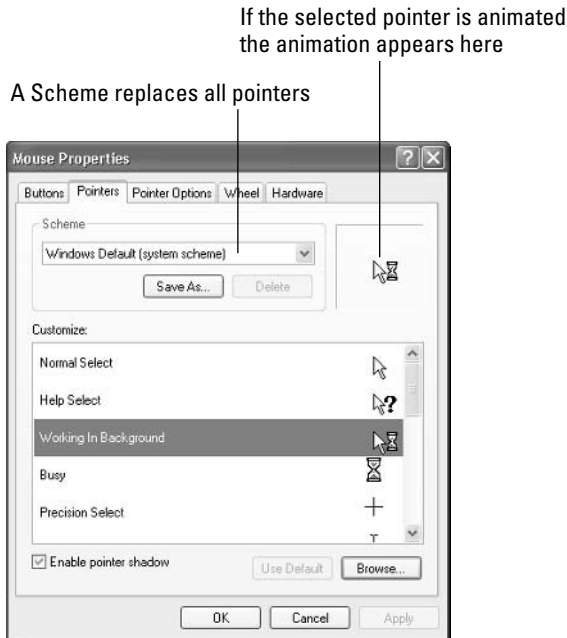 If the selected pointer is animated
the animation appears here
A Scheme replaces all pointers
Mouse Properties
Buttons Pointers Pointer Options Wheel Hardware
Scheme
Windows Default (system scheme)
Save As... Delete
Customize:
Normal Select
Help Select
Working In Background
Busy
Precision Select
Enable pointer shadow
Use Default Browse...
OK Cancel Apply